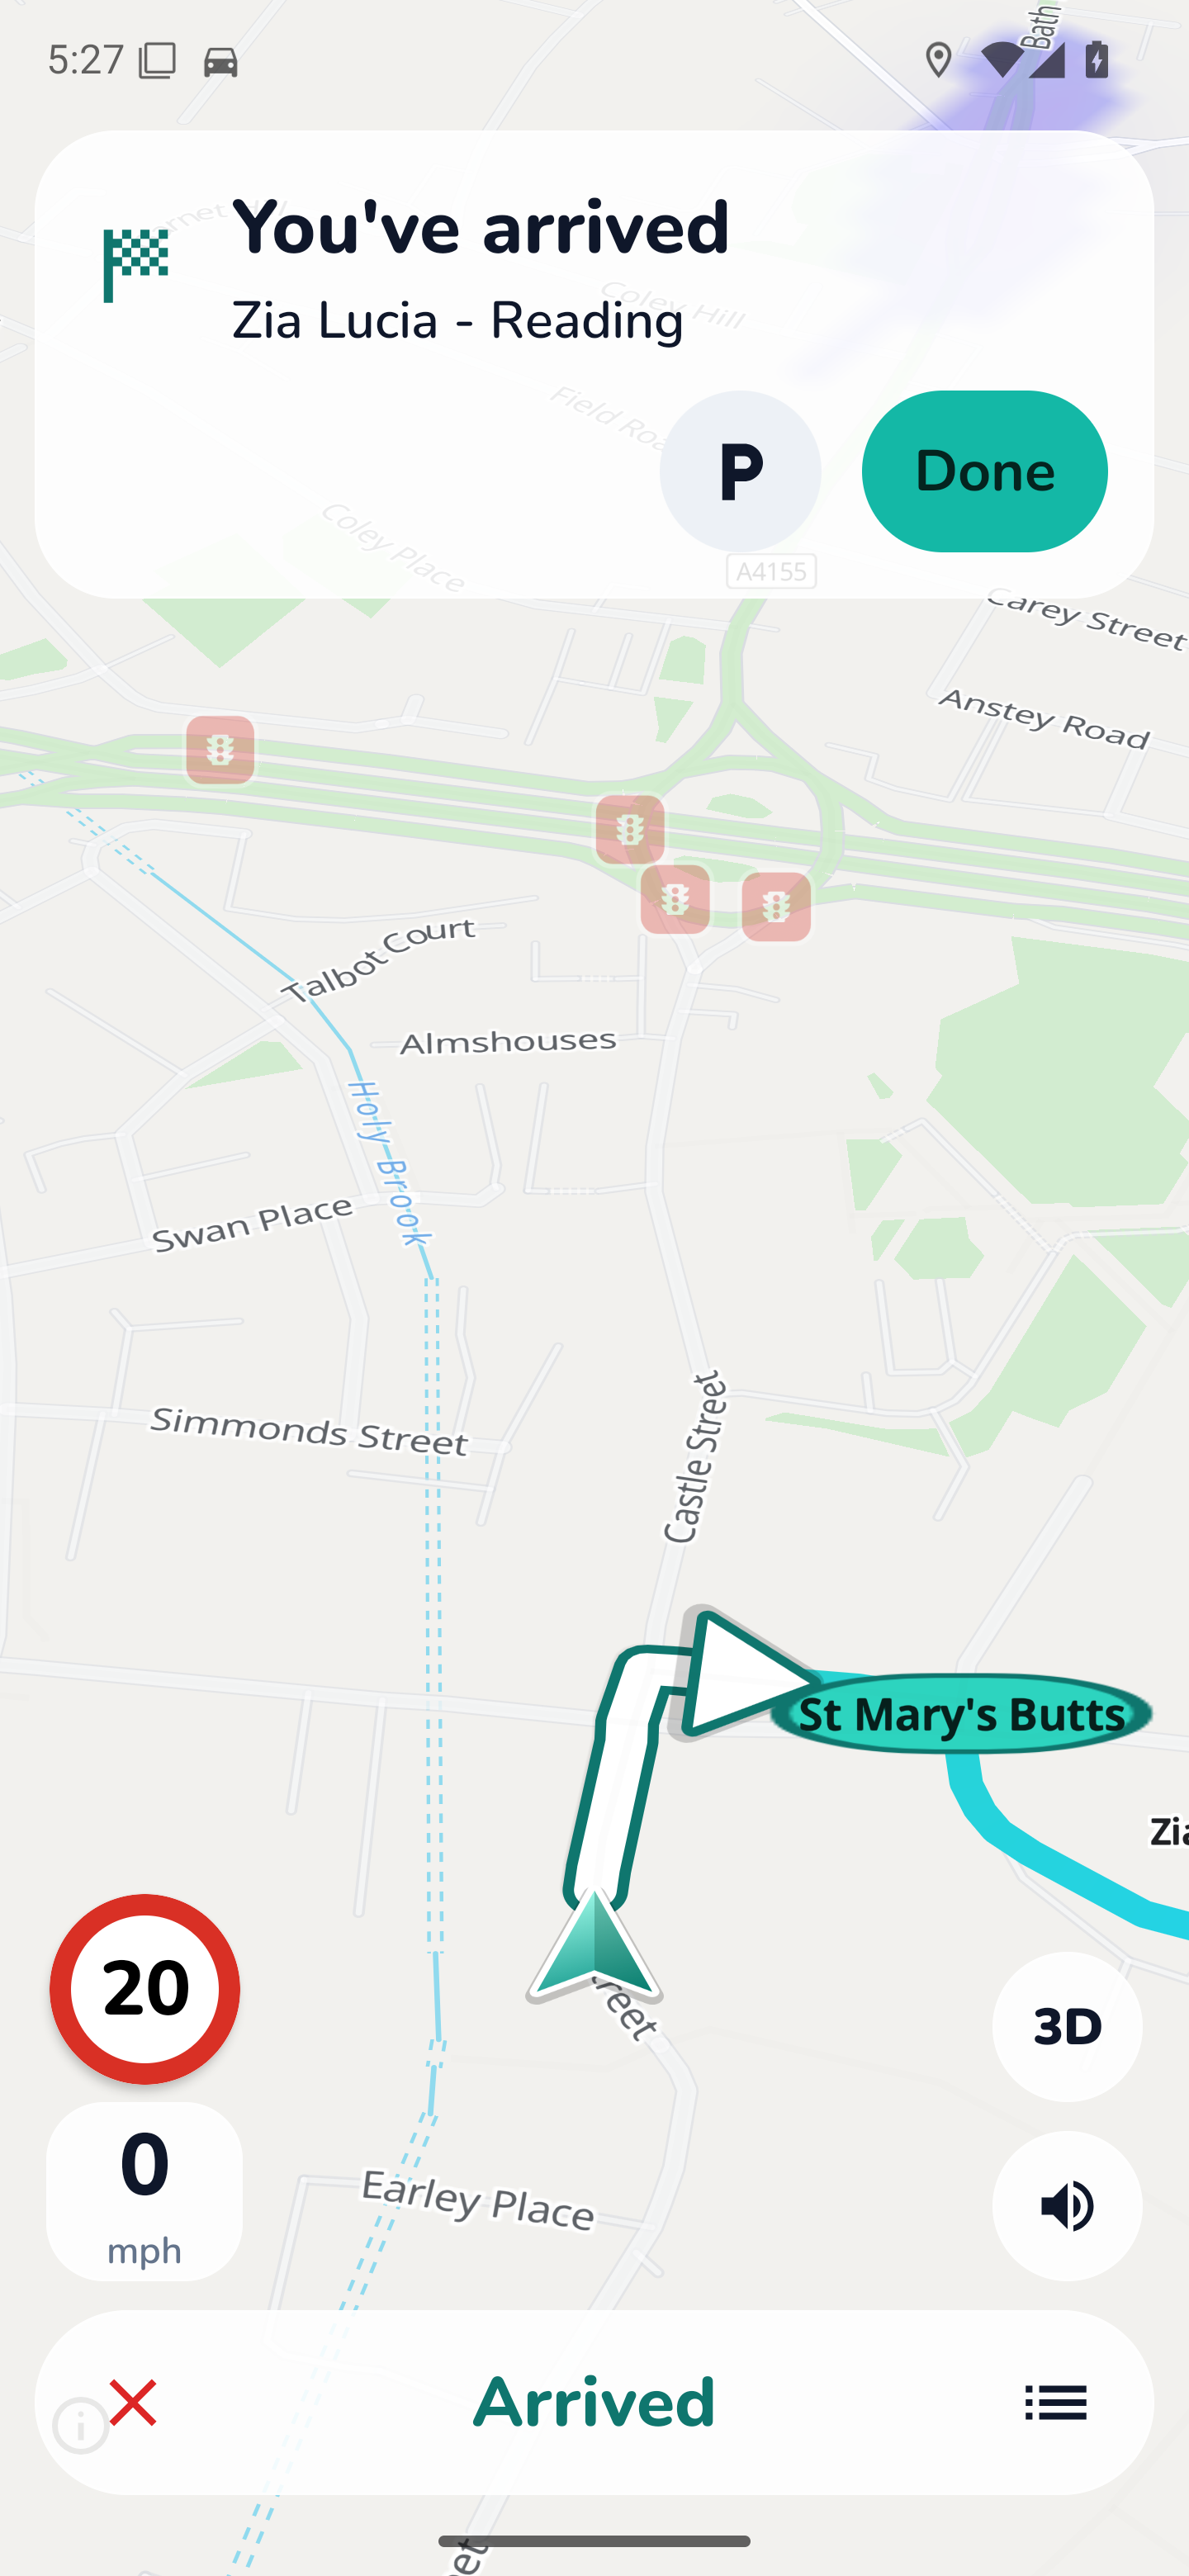 5:27
Bath
You've arrived
Zia Lucia - Reading
Coley Hill
Field Road
Coley Place
P
Done
A4155
Carey Street
Anstey Road
Talbot Court
Almshouses
Holy Brook
Swan Place
Simmonds Street
Castle Street
St Mary's Butts
20
reet
3D
0
mph
Earley Place
Arrived